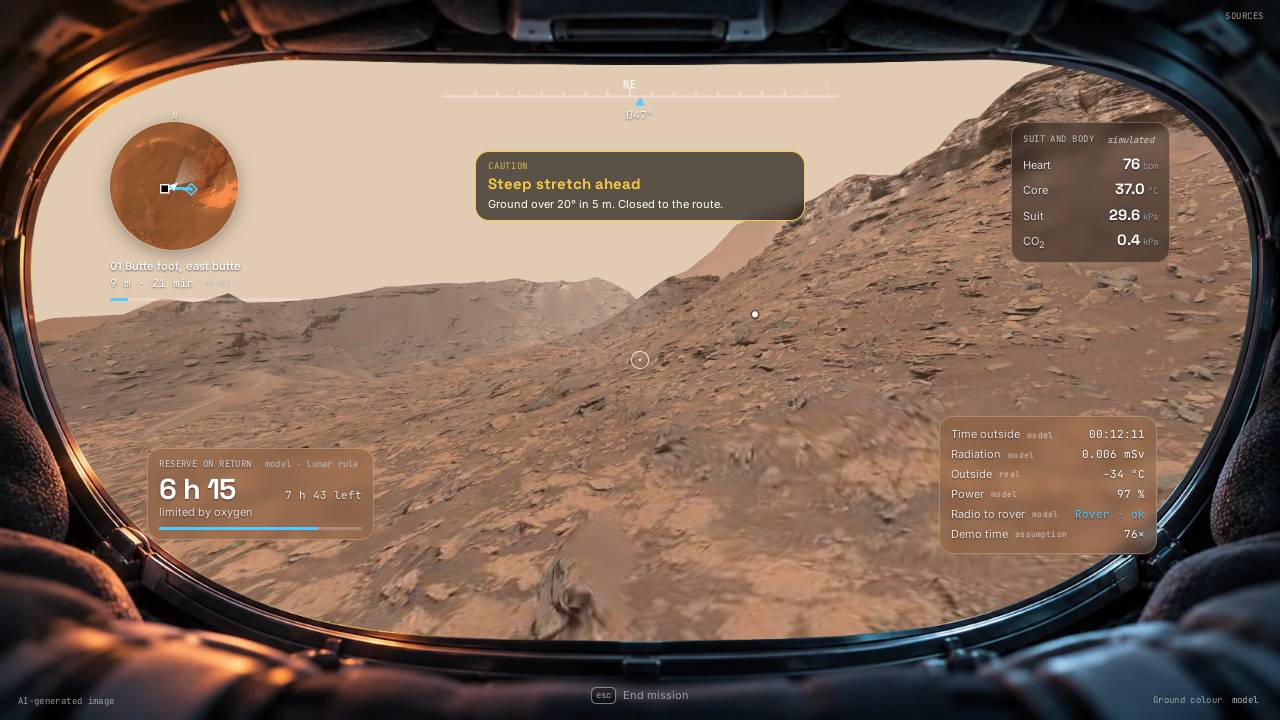 SOURCES
NE
047°
N
CAUTION
Steep stretch ahead
Ground over 20° in 5 m. Closed to the route.
SUIT AND BODY simulated
Heart 76 bpm
Core 37.0 °C
Suit 29.6 kPa
CO2 0.4 kPa
01 Butte foot, east butte
9 m · 21 min model
RESERVE ON RETURN model · lunar rule
6 h 15 7 h 43 left
limited by oxygen
Time outside model 00:12:11
Radiation model 0.006 mSv
Outside real -34 °C
Power model 97 %
Radio to rover model Rover · ok
Demo time assumption 76×
esc End mission
AI-generated image
Ground colour model